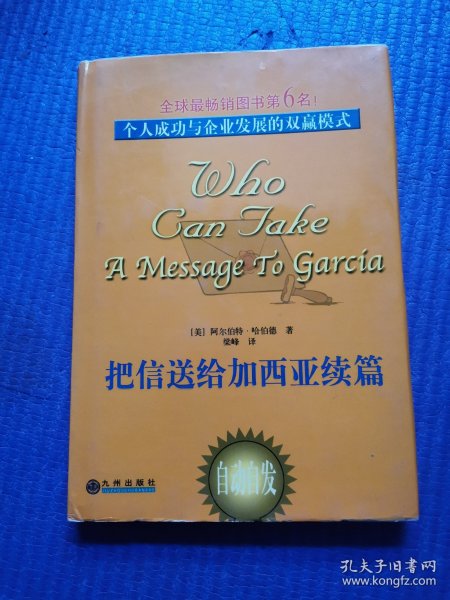 全球最畅销图书第6名!
个人成功与企业发展的双赢模式
Who
Can Take
A Message To Garcia
[美] 阿尔伯特·哈伯德 著
梁峰 译
把信送给加西亚续篇
自动自发
九州出版社
JIUZHOUPRESS
孔夫子旧书网
www.kongfz.com